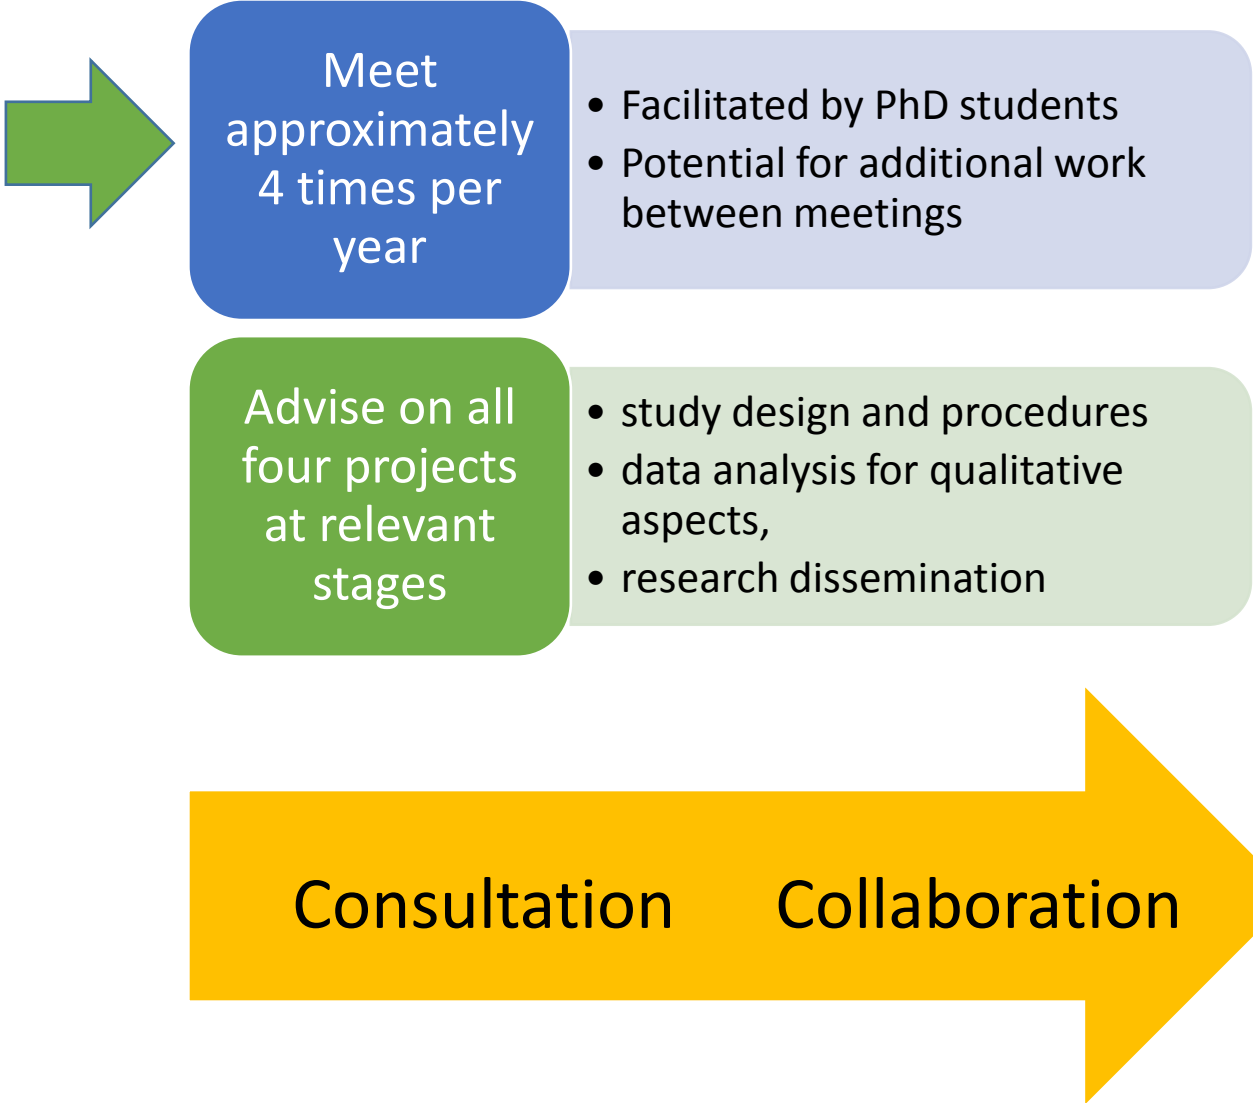 Meet
approximately
4 times per
year
• Facilitated by PhD students
• Potential for additional work
between meetings
Advise on all
four projects
at relevant
stages
• study design and procedures
• data analysis for qualitative
aspects,
• research dissemination
Consultation Collaboration